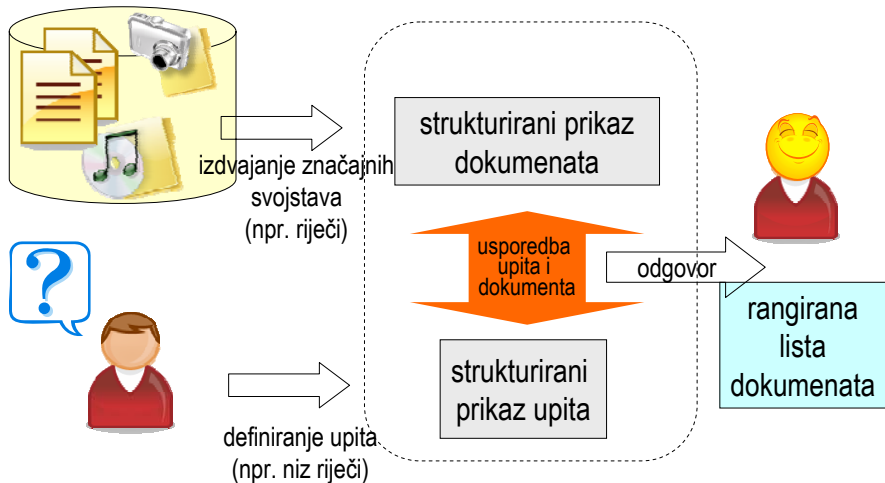 strukturirani prikaz
dokumenata
izdvajanje značajnih
svojstava
(npr. riječi)
usporedba
upita i
dokumenta
odgovor
rangirana
lista
dokumenata
?
strukturirani
prikaz upita
definiranje upita
(npr. niz riječi)